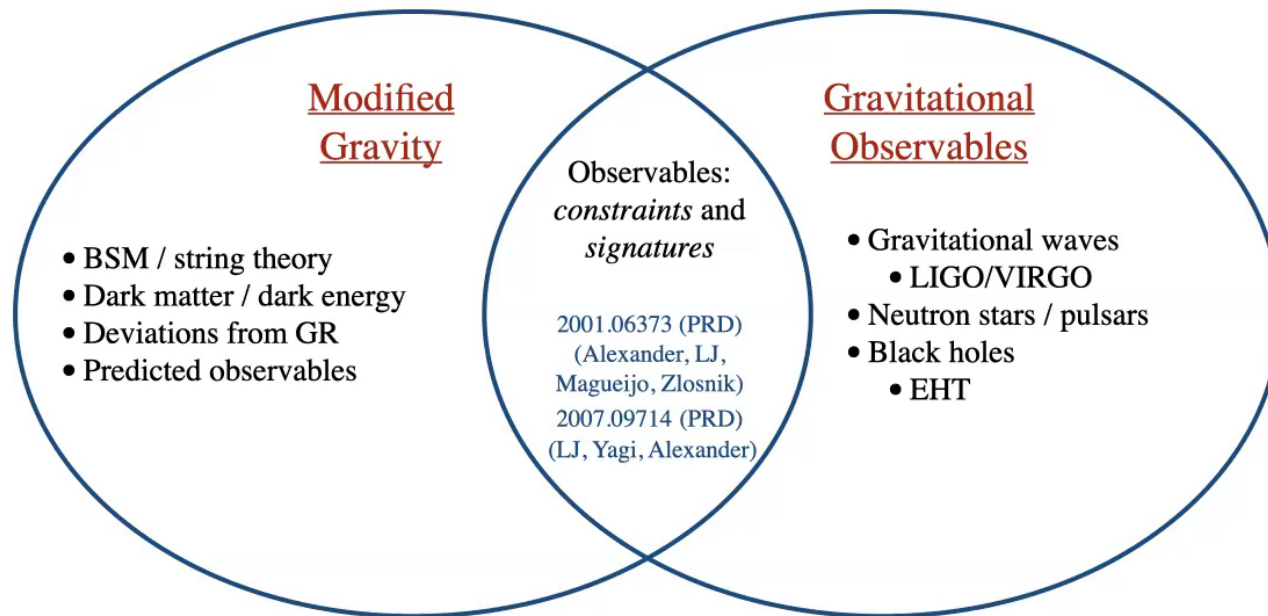 Modified
Gravity
• BSM / string theory
• Dark matter / dark energy
• Deviations from GR
• Predicted observables
Observables:
constraints and
signatures
2001.06373 (PRD)
(Alexander, LJ,
Magueijo, Zlosnik)
2007.09714 (PRD)
(LJ, Yagi, Alexander)
Gravitational
Observables
• Gravitational waves
• LIGO/VIRGO
• Neutron stars / pulsars
• Black holes
• EHT